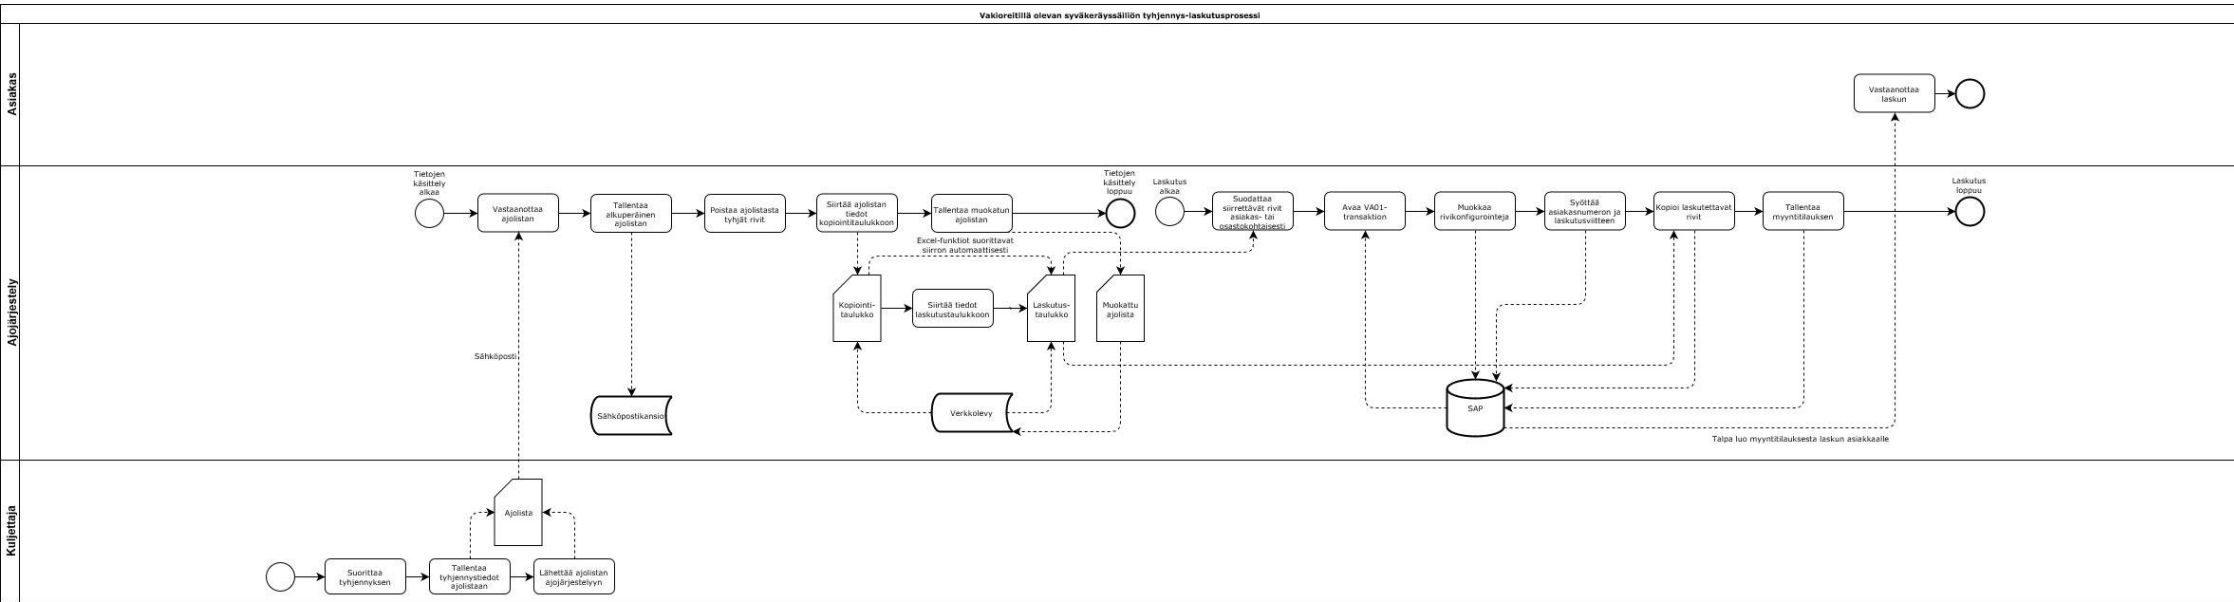 Vakioreitillä olevan syväkeräyssäiliön tyhjennys-laskutusprosessi
Asiakas
Vastaanottaa
laskun
Ajojärjestely
Tietojen
käsittely
alkaa
Vastaanottaa
ajolistan
Tallentaa
alkuperäinen
ajolistan
Poistaa ajolistasta
tyhjät rivit
Siirtää ajolistan
tiedot
kopiointitaulukkoon
Tallentaa muokatun
ajolistan
Tietojen
käsittely
loppuu
Laskutus
alkaa
Suodattaa
siirrettävät rivit
asiakas- tai
osastokohtaisesti
Avaa VA01-
transaktion
Muokkaa
rivikonfigurointeja
Syöttää
asiakasnumeron ja
laskutusviitteen
Kopioi laskutettavat
rivit
Tallentaa
myyntitilauksen
Laskutus
loppuu
Excel-funktiot suorittavat
siirron automaattisesti
Kopiointi-
taulukko
Siirtää tiedot
laskutustaulukkoon
Laskutus-
taulukko
Muokattu
ajolista
Sähköposti
Sähköpostikansio
Verkkolevy
SAP
Talpa luo myyntitilauksesta laskun asiakkaalle
Kuljettaja
Ajolista
Suorittaa
tyhjennyksen
Tallentaa
tyhjennystiedot
ajolistaan
Lähettää ajolistan
ajojärjestelyyn